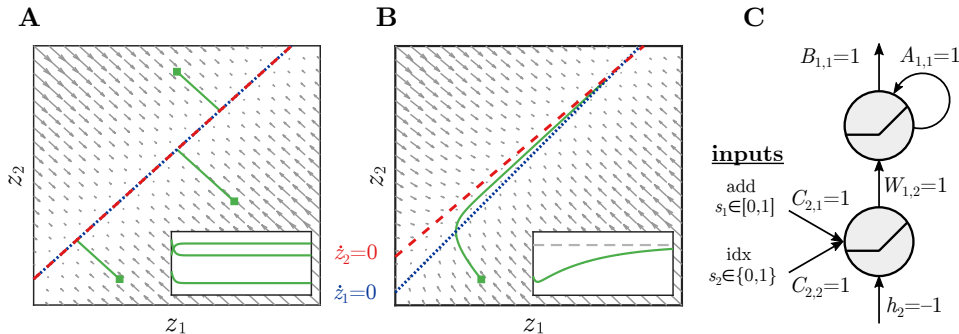 A
z₂
z₁
B
z₂
ż₂=0
ż₁=0
z₁
C
B₁,₁=1
A₁,₁=1
inputs
W₁,₂=1
add
s₁∈[0,1]
C₂,₁=1
idx
s₂∈{0,1}
C₂,₂=1
h₂=-1